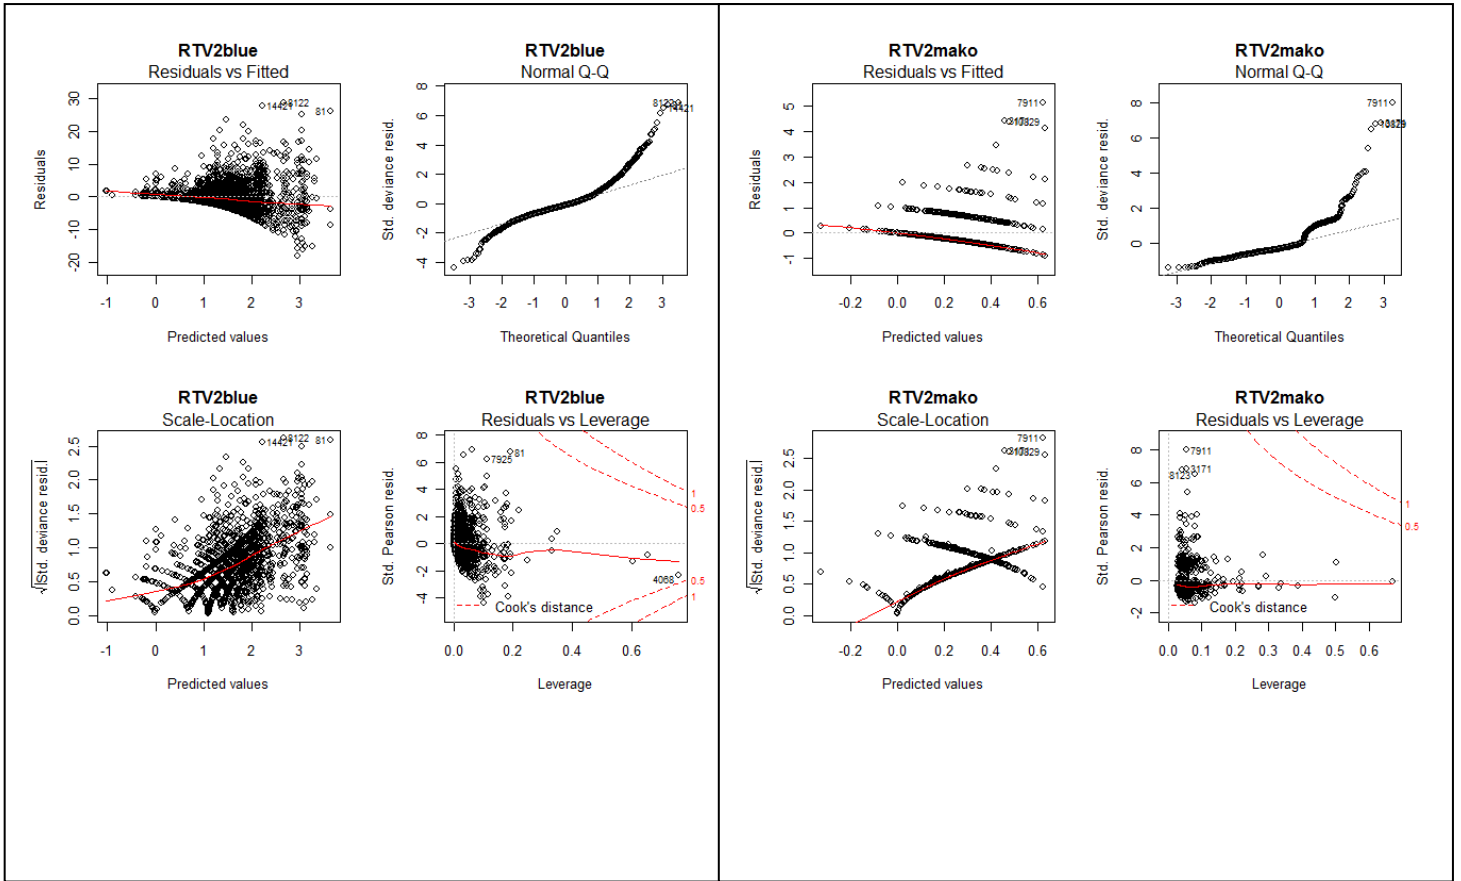 RTV2blue
Residuals vs Fitted
Residuals
30
20
10
0
-10
-20
14421
8122
81
-1 0 1 2 3
Predicted values
RTV2blue
Normal Q-Q
Std. deviance resid.
8
6
4
2
0
-2
-4
8122
14421
-3 -2 -1 0 1 2 3
Theoretical Quantiles
RTV2blue
Scale-Location
√|Std. deviance resid.|
2.5
2.0
1.5
1.0
0.5
0.0
14421
8122
81
-1 0 1 2 3
Predicted values
RTV2blue
Residuals vs Leverage
Std. Pearson resid.
8
6
4
2
0
-2
-4
81
7925
4068
1
0.5
0.5
1
Cook's distance
0.0 0.2 0.4 0.6
Leverage
RTV2mako
Residuals vs Fitted
Residuals
5
4
3
2
1
0
-1
7911
-0.2 0.0 0.2 0.4 0.6
Predicted values
RTV2mako
Normal Q-Q
Std. deviance resid.
8
6
4
2
0
7911
-3 -2 -1 0 1 2 3
Theoretical Quantiles
RTV2mako
Scale-Location
√|Std. deviance resid.|
2.5
2.0
1.5
1.0
0.5
0.0
7911
-0.2 0.0 0.2 0.4 0.6
Predicted values
RTV2mako
Residuals vs Leverage
Std. Pearson resid.
8
6
4
2
0
-2
7911
3171
8123
1
0.5
Cook's distance
0.0 0.1 0.2 0.3 0.4 0.5 0.6 0.7
Leverage